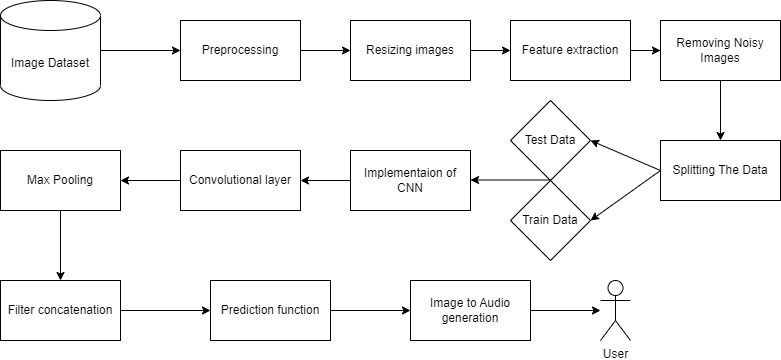 Image Dataset
Preprocessing
Resizing images
Feature extraction
Removing Noisy
Images
Splitting The Data
Test Data
Train Data
Implementaion of
CNN
Convolutional layer
Max Pooling
Filter concatenation
Prediction function
Image to Audio
generation
User